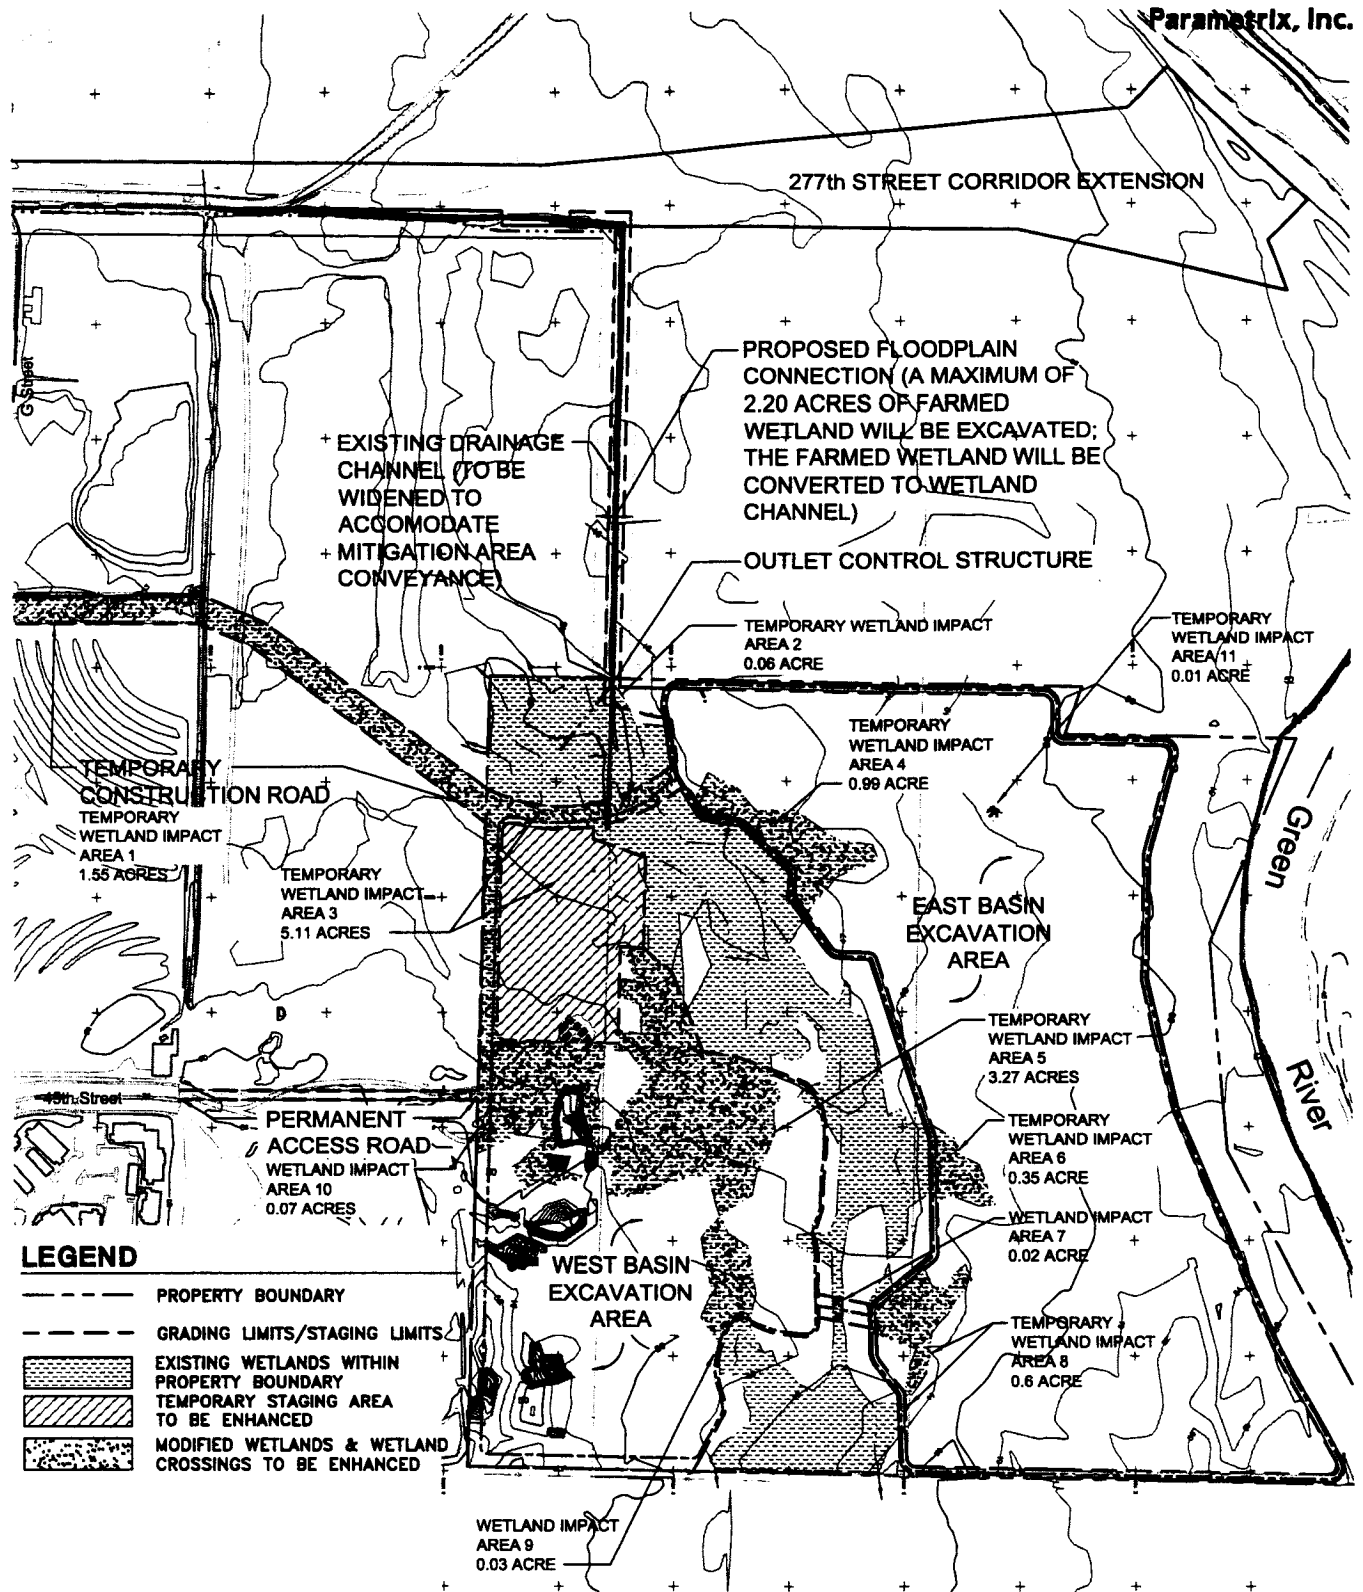 Parametrix, Inc.
277th STREET CORRIDOR EXTENSION
G Street
PROPOSED FLOODPLAIN
CONNECTION (A MAXIMUM OF
2.20 ACRES OF FARMED
WETLAND WILL BE EXCAVATED;
THE FARMED WETLAND WILL BE
CONVERTED TO WETLAND
CHANNEL)
EXISTING DRAINAGE
CHANNEL (TO BE
WIDENED TO
ACCOMODATE
MITIGATION AREA
CONVEYANCE)
OUTLET CONTROL STRUCTURE
TEMPORARY WETLAND IMPACT
AREA 2
0.06 ACRE
TEMPORARY
WETLAND IMPACT
AREA 11
0.01 ACRE
TEMPORARY
WETLAND IMPACT
AREA 4
0.99 ACRE
TEMPORARY
CONSTRUCTION ROAD
TEMPORARY
WETLAND IMPACT
AREA 1
1.55 ACRES
TEMPORARY
WETLAND IMPACT
AREA 3
5.11 ACRES
Green
River
EAST BASIN
EXCAVATION
AREA
TEMPORARY
WETLAND IMPACT
AREA 5
3.27 ACRES
D
45th Street
PERMANENT
ACCESS ROAD
WETLAND IMPACT
AREA 10
0.07 ACRES
TEMPORARY
WETLAND IMPACT
AREA 6
0.35 ACRE
WETLAND IMPACT
AREA 7
0.02 ACRE
WEST BASIN
EXCAVATION
AREA
TEMPORARY
WETLAND IMPACT
AREA 8
0.6 ACRE
LEGEND
PROPERTY BOUNDARY
GRADING LIMITS/STAGING LIMITS
EXISTING WETLANDS WITHIN
PROPERTY BOUNDARY
TEMPORARY STAGING AREA
TO BE ENHANCED
MODIFIED WETLANDS & WETLAND
CROSSINGS TO BE ENHANCED
WETLAND IMPACT
AREA 9
0.03 ACRE